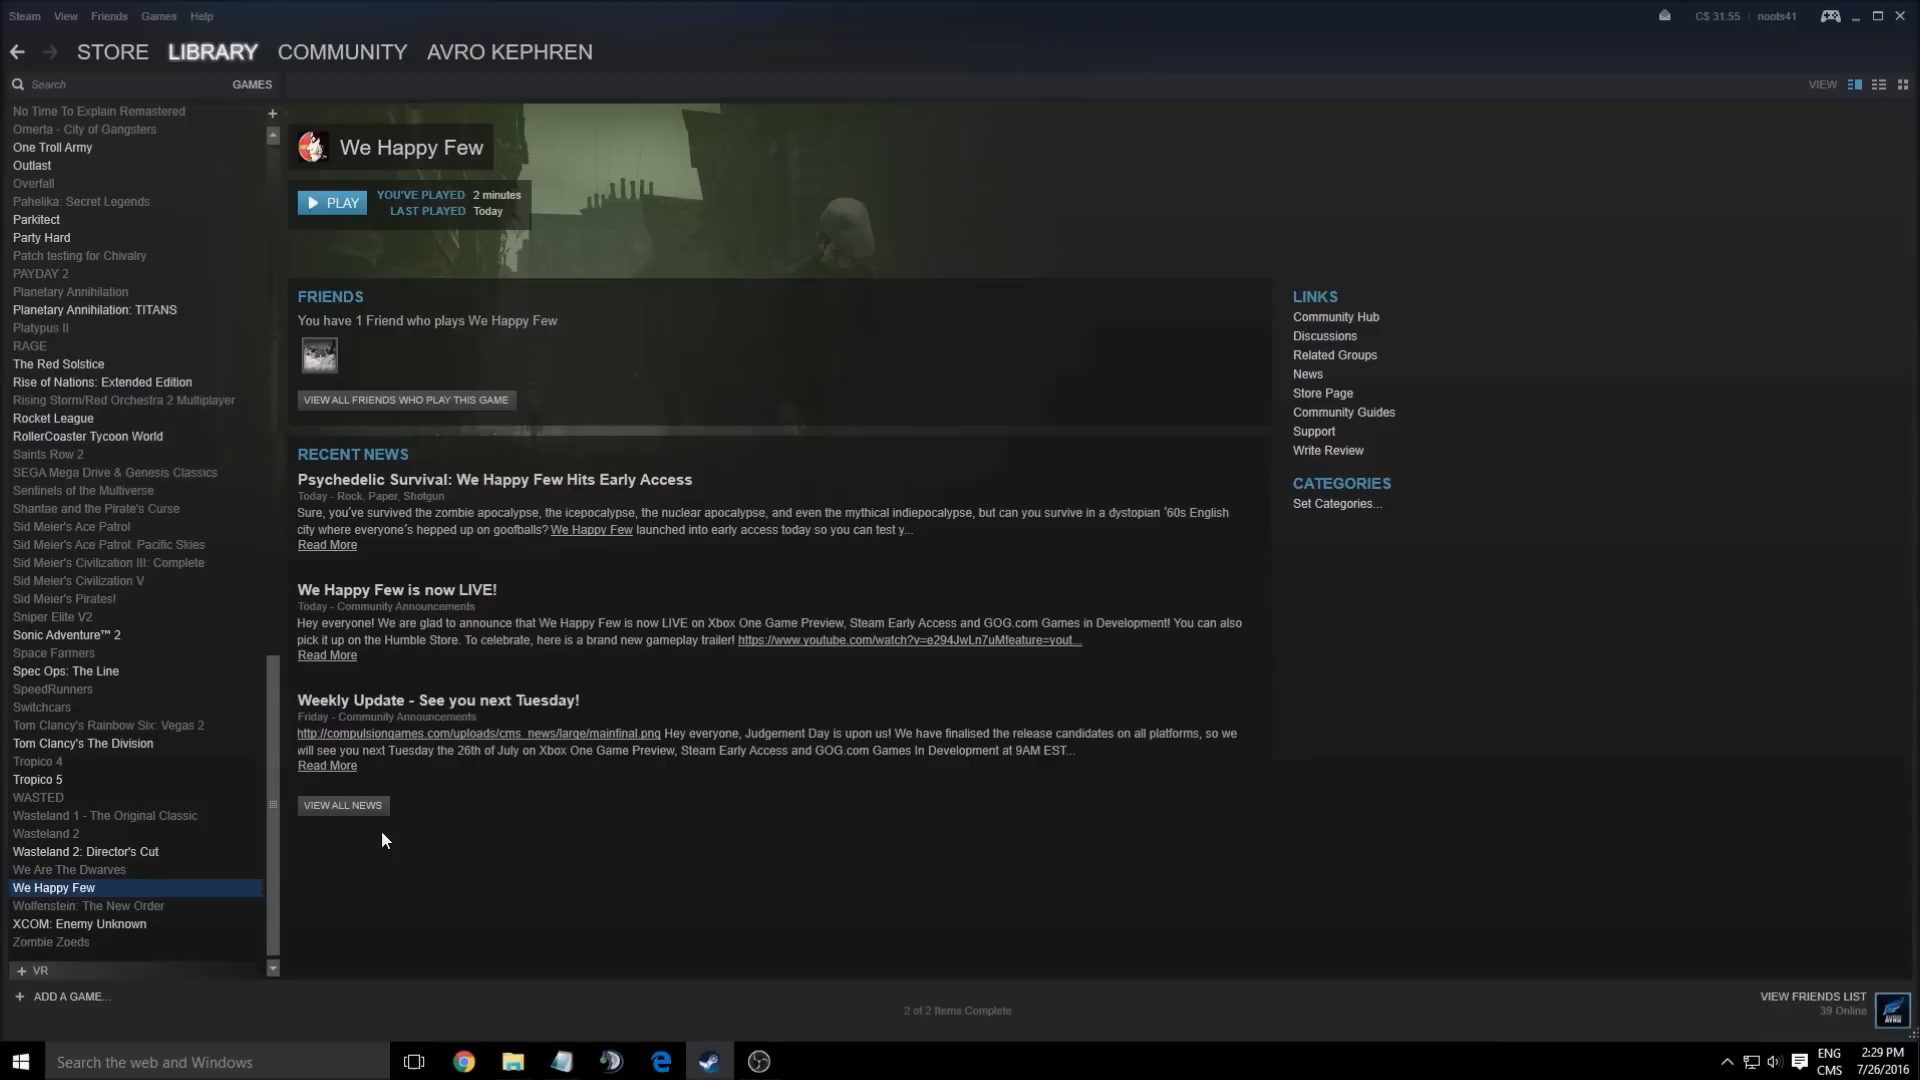 Steam View Friends Games Help
C$ 31.55 noots41
STORE LIBRARY COMMUNITY AVRO KEPHREN
Search GAMES
VIEW
No Time To Explain Remastered
Omerta - City of Gangsters
One Troll Army
Outlast
Overfall
Pahelika: Secret Legends
Parkitect
Party Hard
Patch testing for Chivalry
PAYDAY 2
Planetary Annihilation
Planetary Annihilation: TITANS
Platypus II
RAGE
The Red Solstice
Rise of Nations: Extended Edition
Rising Storm/Red Orchestra 2 Multiplayer
Rocket League
RollerCoaster Tycoon World
Saints Row 2
SEGA Mega Drive & Genesis Classics
Sentinels of the Multiverse
Shantae and the Pirate's Curse
Sid Meier's Ace Patrol
Sid Meier's Ace Patrol: Pacific Skies
Sid Meier's Civilization III: Complete
Sid Meier's Civilization V
Sid Meier's Pirates!
Sniper Elite V2
Sonic Adventure™ 2
Space Farmers
Spec Ops: The Line
SpeedRunners
Switchcars
Tom Clancy's Rainbow Six: Vegas 2
Tom Clancy's The Division
Tropico 4
Tropico 5
WASTED
Wasteland 1 - The Original Classic
Wasteland 2
Wasteland 2: Director's Cut
We Are The Dwarves
We Happy Few
Wolfenstein: The New Order
XCOM: Enemy Unknown
Zombie Zoeds
+ VR
+ ADD A GAME...
We Happy Few
PLAY
YOU'VE PLAYED 2 minutes
LAST PLAYED Today
FRIENDS
You have 1 Friend who plays We Happy Few
VIEW ALL FRIENDS WHO PLAY THIS GAME
RECENT NEWS
Psychedelic Survival: We Happy Few Hits Early Access
Today - Rock, Paper, Shotgun
Sure, you've survived the zombie apocalypse, the icepocalypse, the nuclear apocalypse, and even the mythical indiepocalypse, but can you survive in a dystopian '60s English
city where everyone's hepped up on goofballs? We Happy Few launched into early access today so you can test y...
Read More
We Happy Few is now LIVE!
Today - Community Announcements
Hey everyone! We are glad to announce that We Happy Few is now LIVE on Xbox One Game Preview, Steam Early Access and GOG.com Games in Development! You can also
pick it up on the Humble Store. To celebrate, here is a brand new gameplay trailer! https://www.youtube.com/watch?v=e294JwLn7uMfeature=yout...
Read More
Weekly Update - See you next Tuesday!
Friday - Community Announcements
http://compulsiongames.com/uploads/cms_news/large/mainfinal.png Hey everyone, Judgement Day is upon us! We have finalised the release candidates on all platforms, so we
will see you next Tuesday the 26th of July on Xbox One Game Preview, Steam Early Access and GOG.com Games In Development at 9AM EST...
Read More
VIEW ALL NEWS
LINKS
Community Hub
Discussions
Related Groups
News
Store Page
Community Guides
Support
Write Review
CATEGORIES
Set Categories...
2 of 2 Items Complete
VIEW FRIENDS LIST
39 Online
AVRO
Search the web and Windows
ENG
CMS
2:29 PM
7/26/2016